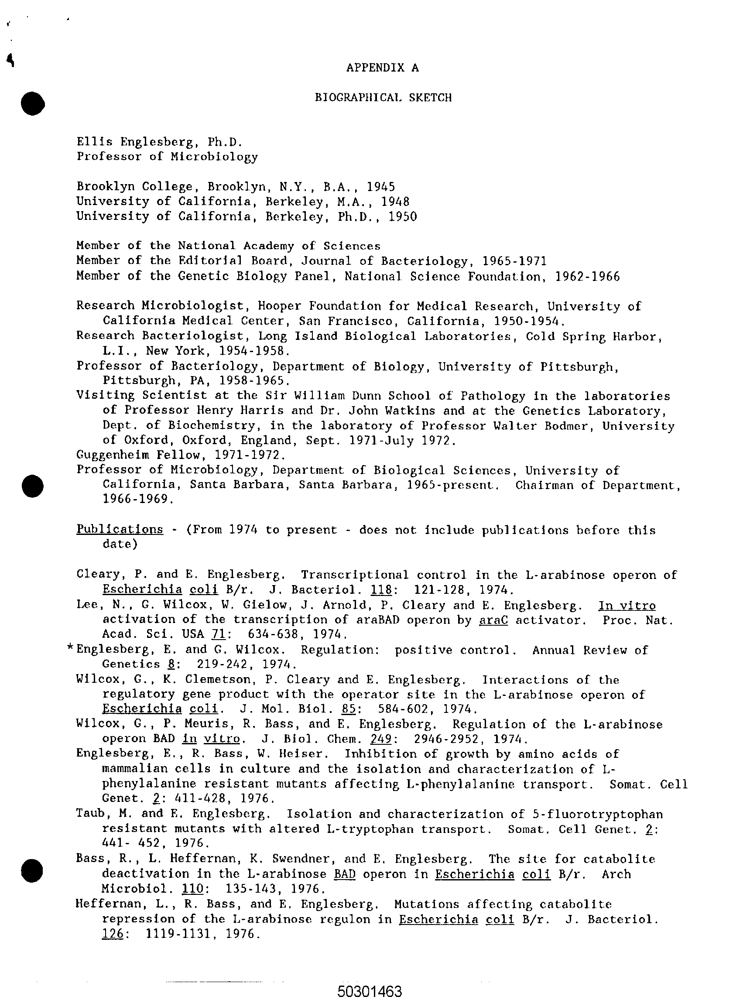 APPENDIX A
BIOGRAPHICAL SKETCH
Ellis Englesberg, Ph.D.
Professor of Microbiology
Brooklyn College, Brooklyn, N.Y., B.A., 1945
University of California, Berkeley, M.A., 1948
University of California, Berkeley, Ph.D., 1950
Member of the National Academy of Sciences
Member of the Editorial Board, Journal of Bacteriology, 1965-1971
Member of the Genetic Biology Panel, National Science Foundation, 1962-1966
Research Microbiologist, Hooper Foundation for Medical Research, University of
California Medical Center, San Francisco, California, 1950-1954.
Research Bacteriologist, Long Island Biological Laboratories, Cold Spring Harbor,
L.I., New York, 1954-1958.
Professor of Bacteriology, Department of Biology, University of Pittsburgh,
Pittsburgh, PA, 1958-1965.
Visiting Scientist at the Sir William Dunn School of Pathology in the laboratories
of Professor Henry Harris and Dr. John Watkins and at the Genetics Laboratory,
Dept. of Biochemistry, in the laboratory of Professor Walter Bodmer, University
of Oxford, Oxford, England, Sept. 1971-July 1972.
Guggenheim Fellow, 1971-1972.
Professor of Microbiology, Department of Biological Sciences, University of
California, Santa Barbara, Santa Barbara, 1965-present. Chairman of Department,
1966-1969.
Publications - (From 1974 to present - does not include publications before this
date)
Cleary, P. and E. Englesberg. Transcriptional control in the L-arabinose operon of
Escherichia coli B/r. J. Bacteriol. 118: 121-128, 1974.
Lee, N., G. Wilcox, W. Gielow, J. Arnold, P. Cleary and E. Englesberg. In vitro
activation of the transcription of araBAD operon by araC activator. Proc. Nat.
Acad. Sci. USA 71: 634-638, 1974.
*Englesberg, E. and G. Wilcox. Regulation: positive control. Annual Review of
Genetics 8: 219-242, 1974.
Wilcox, G., K. Clemetson, P. Cleary and E. Englesberg. Interactions of the
regulatory gene product with the operator site in the L-arabinose operon of
Escherichia coli. J. Mol. Biol. 85: 584-602, 1974.
Wilcox, G., P. Meuris, R. Bass, and E. Englesberg. Regulation of the L-arabinose
operon BAD in vitro. J. Biol. Chem. 249: 2946-2952, 1974.
Englesberg, E., R. Bass, W. Heiser. Inhibition of growth by amino acids of
mammalian cells in culture and the isolation and characterization of L-
phenylalanine resistant mutants affecting L-phenylalanine transport. Somat. Cell
Genet. 2: 411-428, 1976.
Taub, M. and E. Englesberg. Isolation and characterization of 5-fluorotryptophan
resistant mutants with altered L-tryptophan transport. Somat. Cell Genet. 2:
441- 452, 1976.
Bass, R., L. Heffernan, K. Swendner, and E. Englesberg. The site for catabolite
deactivation in the L-arabinose BAD operon in Escherichia coli B/r. Arch
Microbiol. 110: 135-143, 1976.
Heffernan, L., R. Bass, and E. Englesberg. Mutations affecting catabolite
repression of the L-arabinose regulon in Escherichia coli B/r. J. Bacteriol.
126: 1119-1131, 1976.
50301463